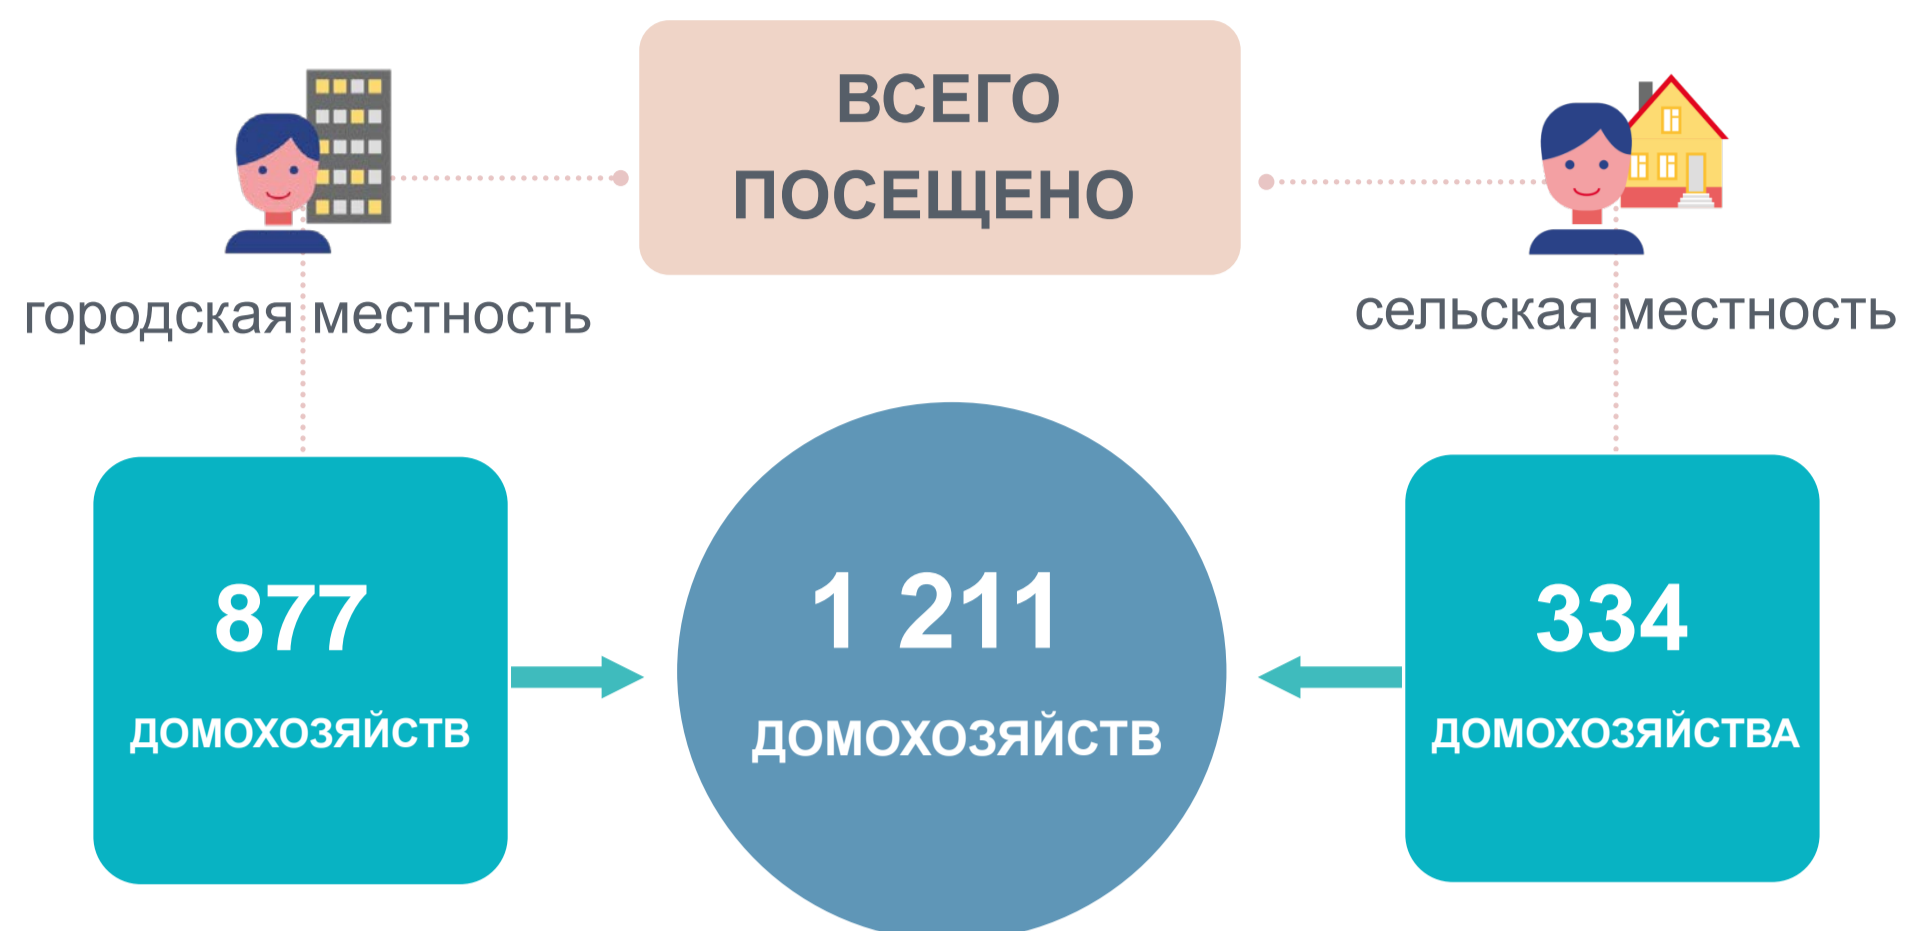 ВСЕГО
ПОСЕЩЕНО
городская местность
сельская местность
877
ДОМОХОЗЯЙСТВ
1 211
ДОМОХОЗЯЙСТВ
334
ДОМОХОЗЯЙСТВА